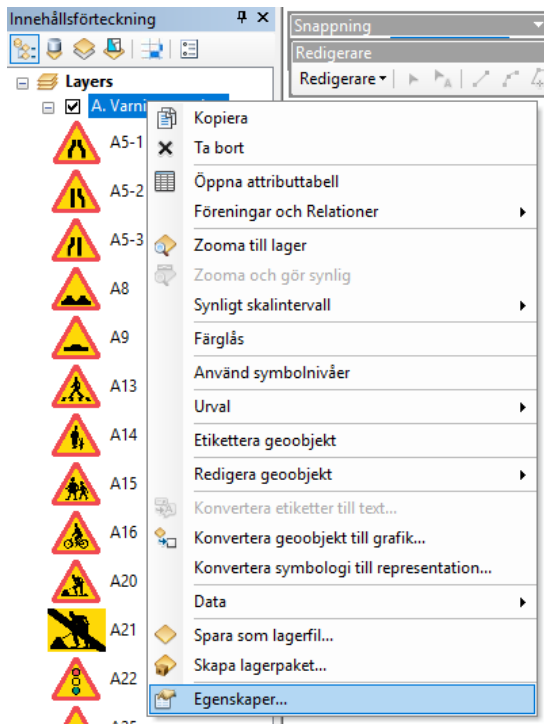 Innehållsförteckning
Snappning
Redigerare
Redigerare
Layers
A. Varni
A5-1
A5-2
A5-3
A8
A9
A13
A14
A15
A16
A20
A21
A22
Kopiera
Ta bort
Öppna attributtabell
Föreningar och Relationer
Zooma till lager
Zooma och gör synlig
Synligt skalintervall
Färglås
Använd symbolnivåer
Urval
Etikettera geoobjekt
Redigera geoobjekt
Konvertera etiketter till text...
Konvertera geoobjekt till grafik...
Konvertera symbologi till representation...
Data
Spara som lagerfil...
Skapa lagerpaket...
Egenskaper...